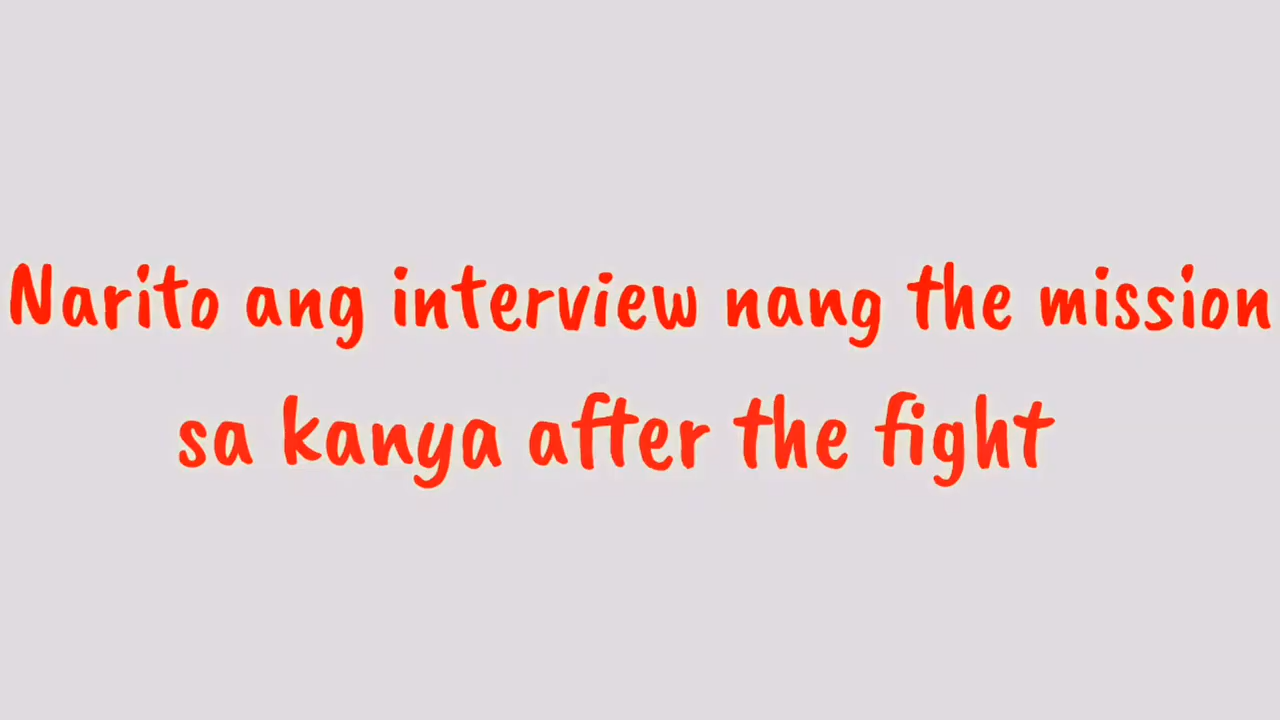 Narito ang interview nang the mission
sa kanya after the fight